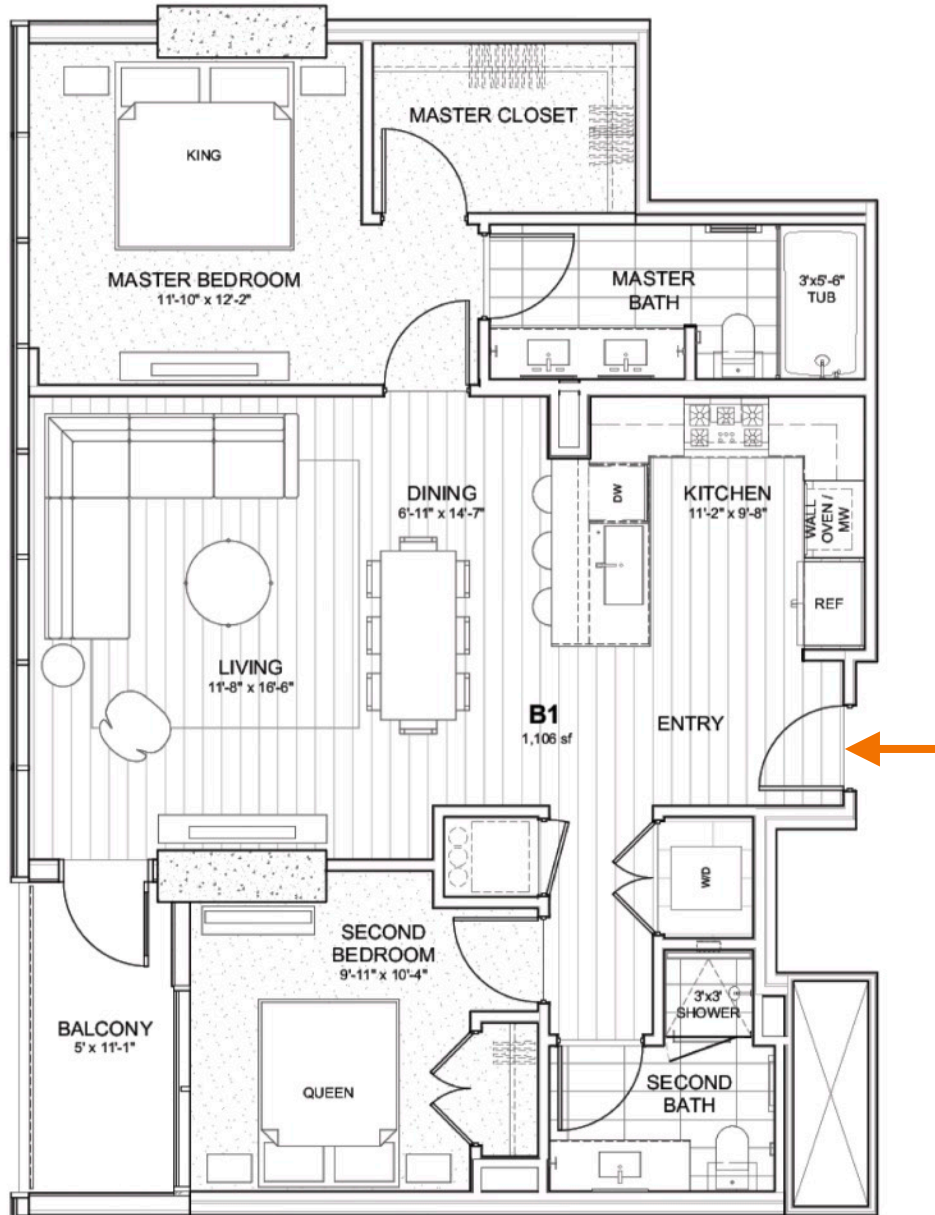 MASTER CLOSET
KING
MASTER BEDROOM
11'-10" x 12'-2"
MASTER
BATH
3'x5'-6"
TUB
DINING
6'-11" x 14'-7"
DW
KITCHEN
11'-2" x 9'-8"
WALL
OVEN /
MW
REF
LIVING
11'-8" x 16'-6"
B1
1,106 sf
ENTRY
W/D
SECOND
BEDROOM
9'-11" x 10'-4"
3'x3'
SHOWER
BALCONY
5' x 11'-1"
QUEEN
SECOND
BATH